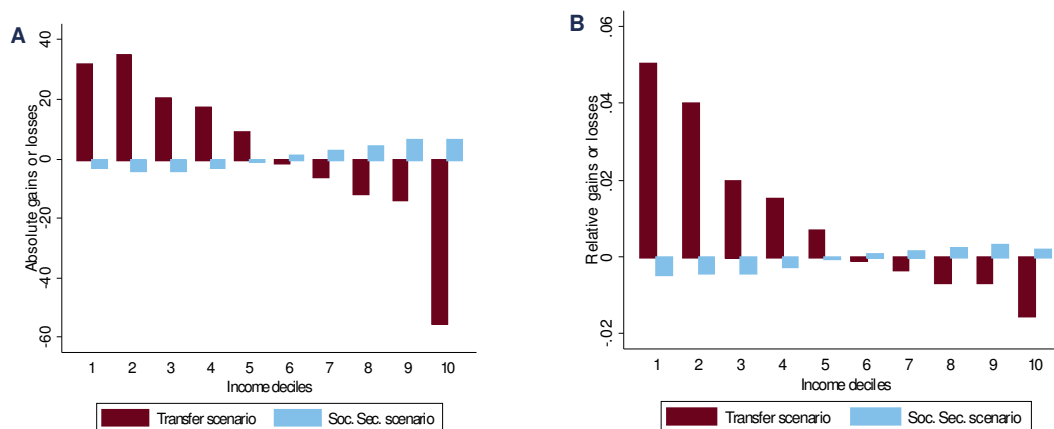 A
Absolute gains or losses
40
20
0
-20
-40
-60
1 2 3 4 5 6 7 8 9 10
Income deciles
Transfer scenario Soc. Sec. scenario
B
Relative gains or losses
.06
.04
.02
0
-.02
1 2 3 4 5 6 7 8 9 10
Income deciles
Transfer scenario Soc. Sec. scenario